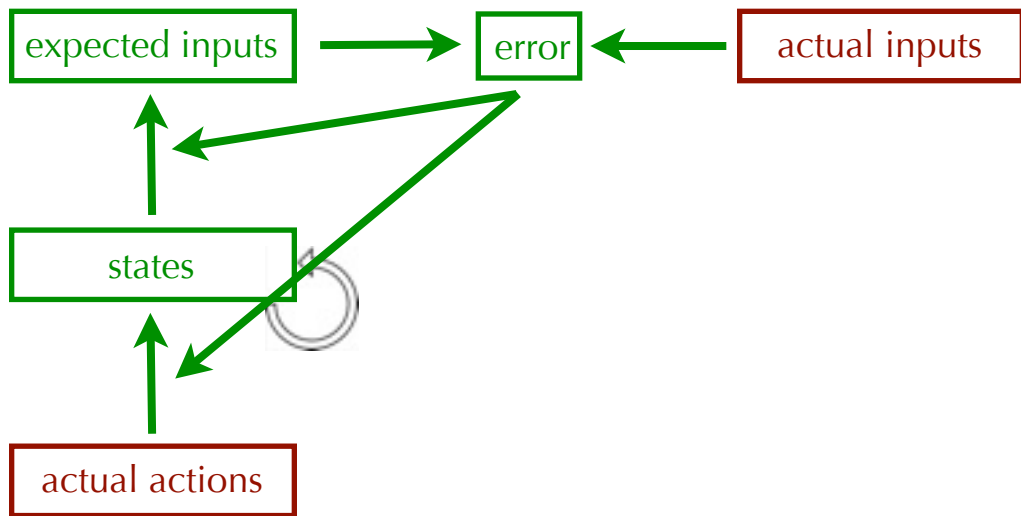 expected inputs
error
actual inputs
states
actual actions